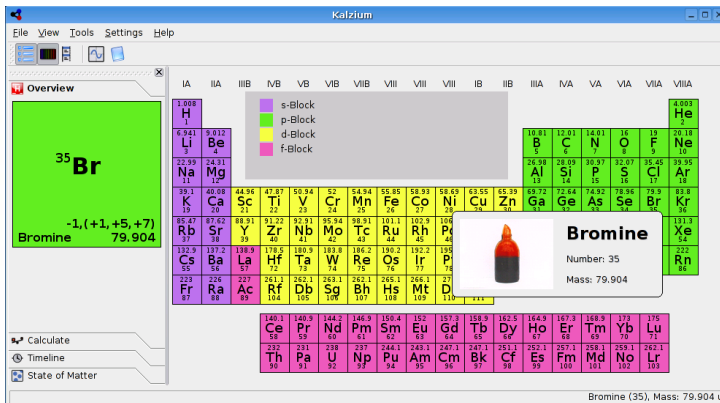 Kalzium
File View Tools Settings Help
Overview
35Br
-1,(+1,+5,+7)
Bromine 79.904
Calculate
Timeline
State of Matter
IA IIA IIIB IVB VB VIB VIIB VIII VIII VIII IB IIB IIIA IVA VA VIA VIIA VIIIA
s-Block
p-Block
d-Block
f-Block
1.008 4.003
H He
1 2
6.941 9.012 10.81 12.01 14.01 16 19 20.18
Li Be B C N O F Ne
3 4 5 6 7 8 9 10
22.99 24.31 26.98 28.09 30.97 32.07 35.45 39.95
Na Mg Al Si P S Cl Ar
11 12 13 14 15 16 17 18
39.1 40.08 44.96 47.87 50.94 52 54.94 55.85 58.93 58.69 63.55 65.39 69.72 72.64 74.92 78.96 79.9 83.8
K Ca Sc Ti V Cr Mn Fe Co Ni Cu Zn Ga Ge As Se Br Kr
19 20 21 22 23 24 25 26 27 36
85.47 87.62 88.91 91.22 92.91 95.94 98.91 101.1 102.9 131.3
Rb Sr Y Zr Nb Mo Tc Ru Rh Xe
37 38 39 40 41 42 43 44 45 54
132.9 137.2 138.9 178.5 180.9 183.8 186.2 190.2 192.2 222
Cs Ba La Hf Ta W Re Os Ir Rn
55 56 57 72 73 74 75 76 77 86
223 226 227 261.1 262.1 266.1 264.1 269.1 268.1
Fr Ra Ac Rf Db Sg Bh Hs Mt
87 88 89 104 105 106 107 108 109 111
Bromine
Number: 35
Mass: 79.904
140.1 140.9 144.2 146.9 150.4 152 157.3 158.9 162.5 164.9 167.3 168.9 173 175
Ce Pr Nd Pm Sm Eu Gd Tb Dy Ho Er Tm Yb Lu
58 59 60 61 62 63 64 65 66 67 68 69 70 71
232 231 238 237 244.1 243.1 247.1 247.1 251.1 252.1 257.1 258.1 259.1 262.1
Th Pa U Np Pu Am Cm Bk Cf Es Fm Md No Lr
90 91 92 93 94 95 96 97 98 99 100 101 102 103
Bromine (35), Mass: 79.904 u